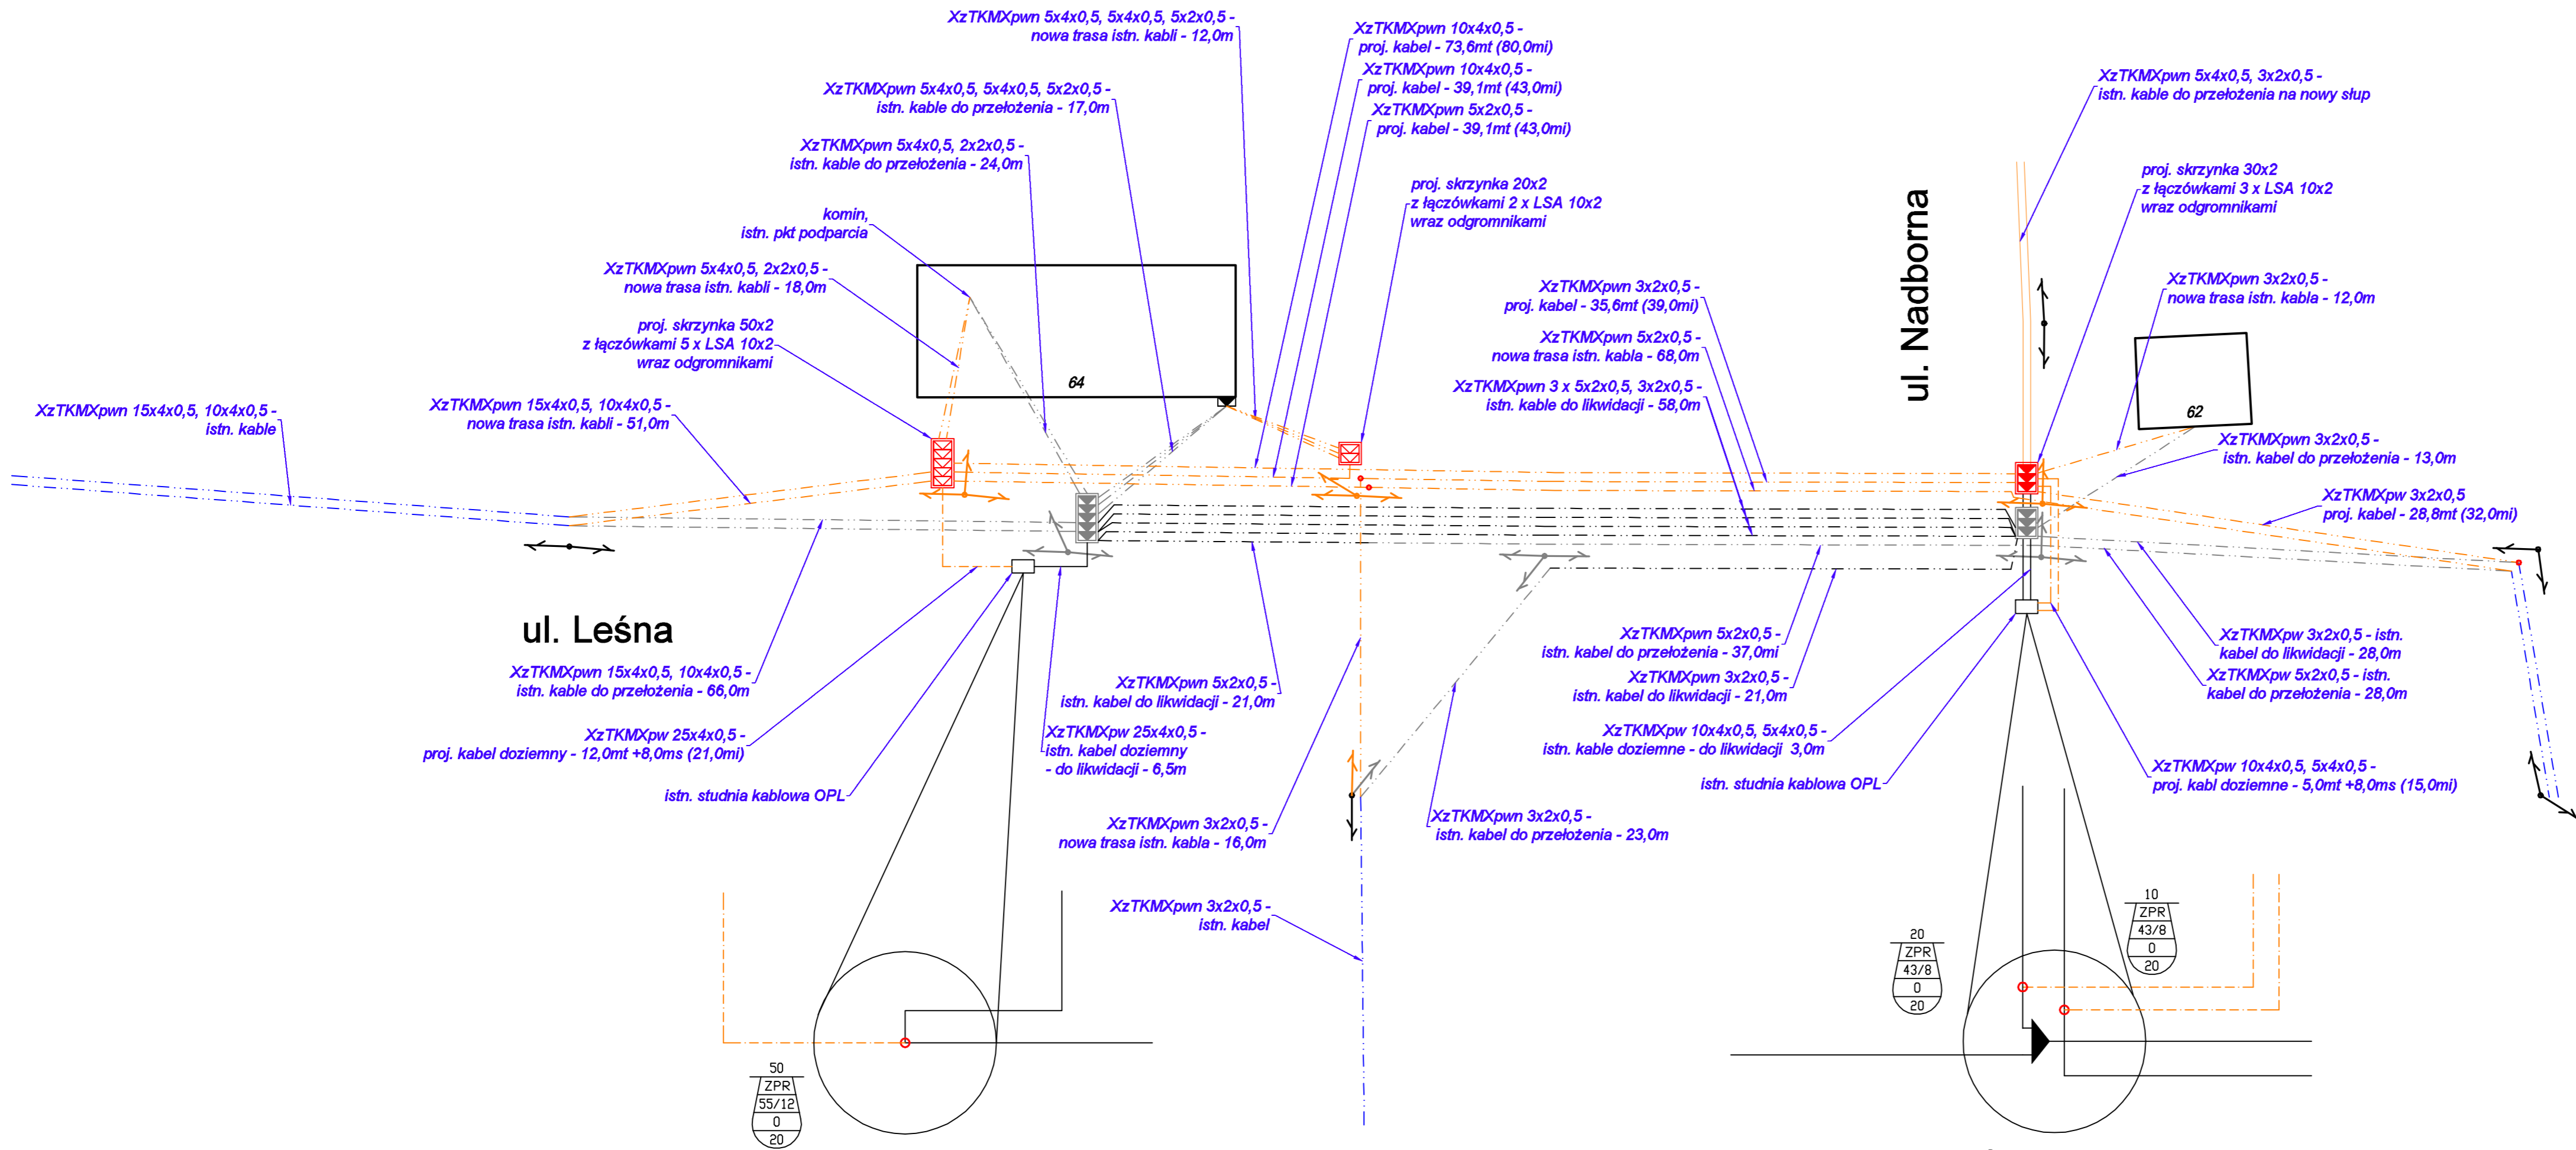 XzTKMXpwn 5x4x0,5, 5x4x0,5, 5x2x0,5 -
nowa trasa istn. kabli - 12,0m
XzTKMXpwn 10x4x0,5 -
proj. kabel - 73,6mt (80,0mi)
XzTKMXpwn 10x4x0,5 -
proj. kabel - 39,1mt (43,0mi)
XzTKMXpwn 5x2x0,5 -
proj. kabel - 39,1mt (43,0mi)
XzTKMXpwn 5x4x0,5, 3x2x0,5 -
istn. kable do przełożenia na nowy słup
XzTKMXpwn 5x4x0,5, 5x4x0,5, 5x2x0,5 -
istn. kable do przełożenia - 17,0m
XzTKMXpwn 5x4x0,5, 2x2x0,5 -
istn. kable do przełożenia - 24,0m
proj. skrzynka 20x2
z łączówkami 2 x LSA 10x2
wraz odgromnikami
proj. skrzynka 30x2
z łączówkami 3 x LSA 10x2
wraz odgromnikami
komin,
istn. pkt podparcia
ul. Nadborna
XzTKMXpwn 5x4x0,5, 2x2x0,5 -
nowa trasa istn. kabli - 18,0m
XzTKMXpwn 3x2x0,5 -
proj. kabel - 35,6mt (39,0mi)
XzTKMXpwn 3x2x0,5 -
nowa trasa istn. kabla - 12,0m
proj. skrzynka 50x2
z łączówkami 5 x LSA 10x2
wraz odgromnikami
XzTKMXpwn 5x2x0,5 -
nowa trasa istn. kabla - 68,0m
64
XzTKMXpwn 3 x 5x2x0,5, 3x2x0,5 -
istn. kable do likwidacji - 58,0m
62
XzTKMXpwn 15x4x0,5, 10x4x0,5 -
istn. kable
XzTKMXpwn 15x4x0,5, 10x4x0,5 -
nowa trasa istn. kabli - 51,0m
XzTKMXpwn 3x2x0,5 -
istn. kabel do przełożenia - 13,0m
XzTKMXpw 3x2x0,5
proj. kabel - 28,8mt (32,0mi)
ul. Leśna
XzTKMXpwn 15x4x0,5, 10x4x0,5 -
istn. kable do przełożenia - 66,0m
XzTKMXpwn 5x2x0,5 -
istn. kabel do likwidacji - 21,0m
XzTKMXpwn 5x2x0,5 -
istn. kabel do przełożenia - 37,0mi
XzTKMXpwn 3x2x0,5 -
istn. kabel do likwidacji - 21,0m
XzTKMXpw 3x2x0,5 - istn.
kabel do likwidacji - 28,0m
XzTKMXpw 5x2x0,5 - istn.
kabel do przełożenia - 28,0m
XzTKMXpw 25x4x0,5 -
proj. kabel doziemny - 12,0mt +8,0ms (21,0mi)
XzTKMXpw 25x4x0,5 -
istn. kabel doziemny
- do likwidacji - 6,5m
XzTKMXpw 10x4x0,5, 5x4x0,5 -
istn. kable doziemne - do likwidacji 3,0m
istn. studnia kablowa OPL
istn. studnia kablowa OPL
XzTKMXpw 10x4x0,5, 5x4x0,5 -
proj. kabl doziemne - 5,0mt +8,0ms (15,0mi)
XzTKMXpwn 3x2x0,5 -
nowa trasa istn. kabla - 16,0m
XzTKMXpwn 3x2x0,5 -
istn. kabel do przełożenia - 23,0m
XzTKMXpwn 3x2x0,5 -
istn. kabel
10
ZPR
43/8
0
20
20
ZPR
43/8
0
20
50
ZPR
55/12
0
20